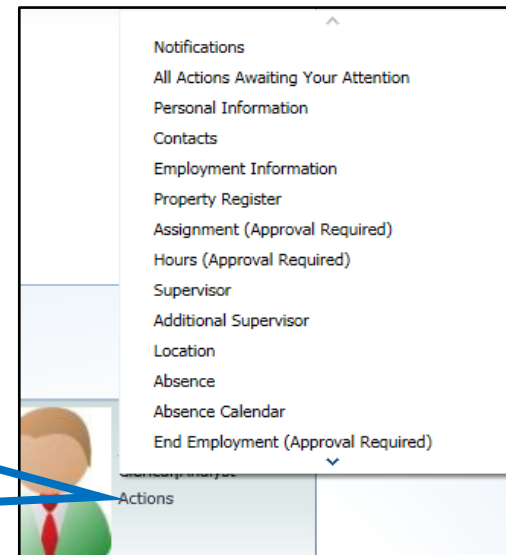 Notifications
All Actions Awaiting Your Attention
Personal Information
Contacts
Employment Information
Property Register
Assignment (Approval Required)
Hours (Approval Required)
Supervisor
Additional Supervisor
Location
Absence
Absence Calendar
End Employment (Approval Required)
Actions